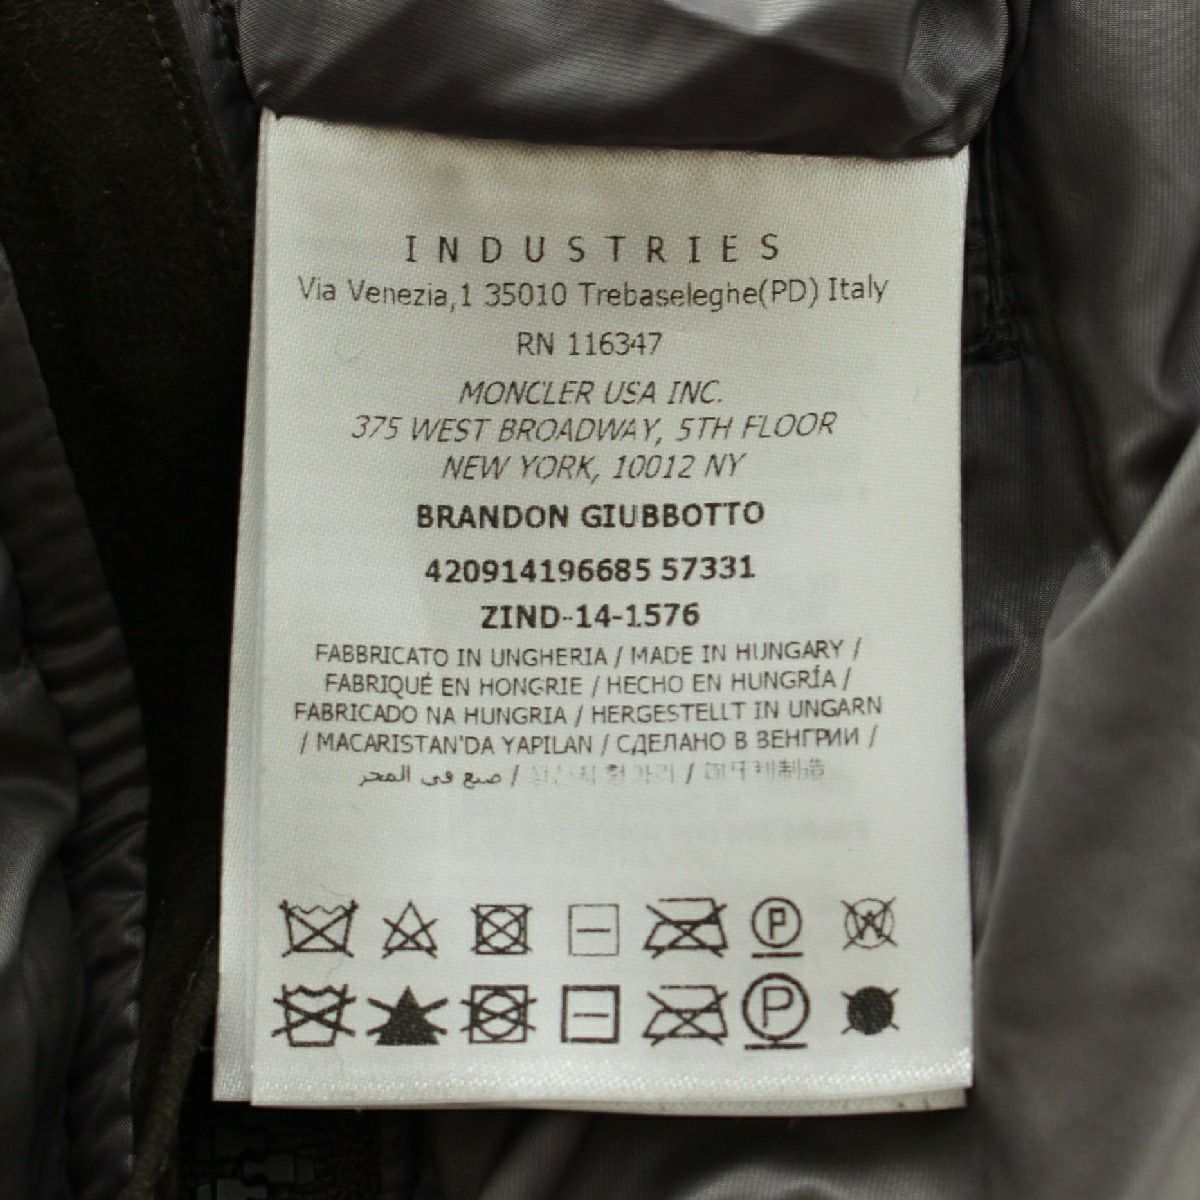 INDUSTRIES
Via Venezia,1 35010 Trebaseleghe(PD) Italy
RN 116347
MONCLER USA INC.
375 WEST BROADWAY, 5TH FLOOR
NEW YORK, 10012 NY
BRANDON GIUBBOTTO
420914196685 57331
ZIND-14-1576
FABBRICATO IN UNGHERIA / MADE IN HUNGARY /
FABRIQUÉ EN HONGRIE / HECHO EN HUNGRÍA /
FABRICADO NA HUNGRIA / HERGESTELLT IN UNGARN
/ MACARISTAN'DA YAPILAN / СДЕЛАНО В ВЕНГРИИ /
صنع في المجر / / 制造
P W
P